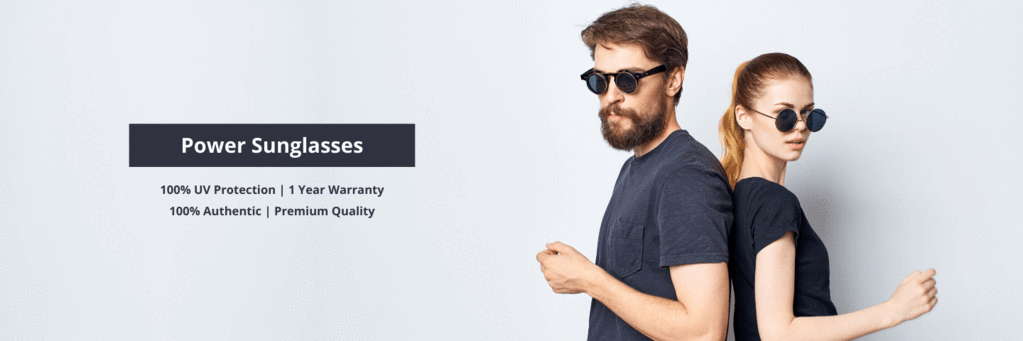 Power Sunglasses
100% UV Protection | 1 Year Warranty
100% Authentic | Premium Quality